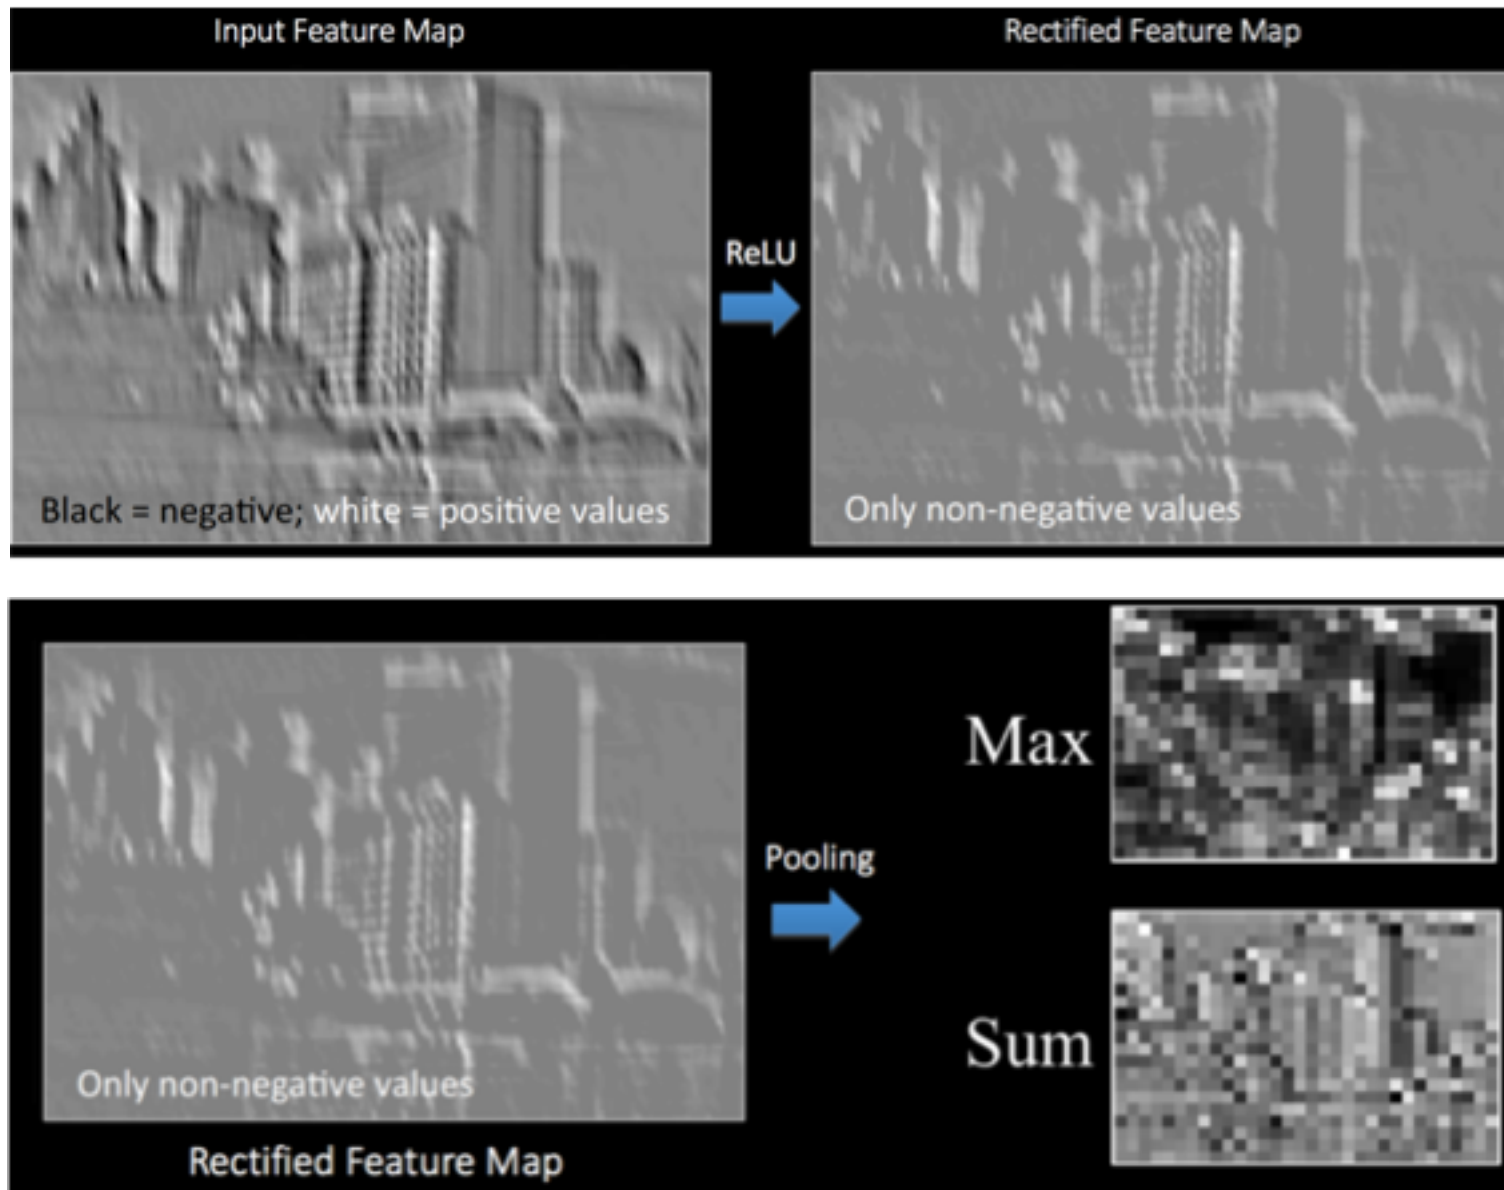 Input Feature Map
Rectified Feature Map
ReLU
Black = negative; white = positive values
Only non-negative values
Max
Pooling
Sum
Only non-negative values
Rectified Feature Map